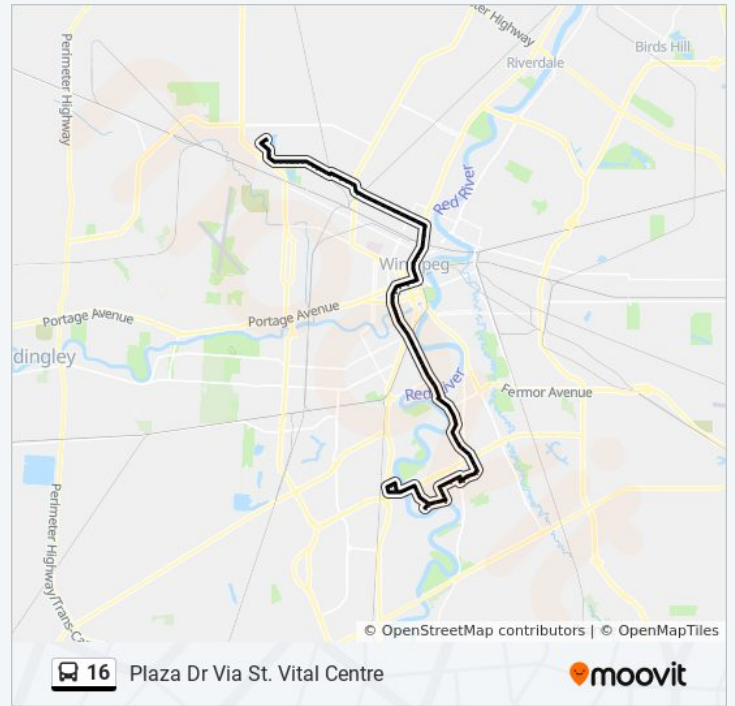 ter Highway
Birds Hill
Riverdale
Perimeter Highway
Red River
Winnipeg
Portage Avenue
Portage Avenue
dingley
Red River
Fermor Avenue
Perimeter Highway/Trans-Ca
© OpenStreetMap contributors | © OpenMapTiles
16 Plaza Dr Via St. Vital Centre
moovit